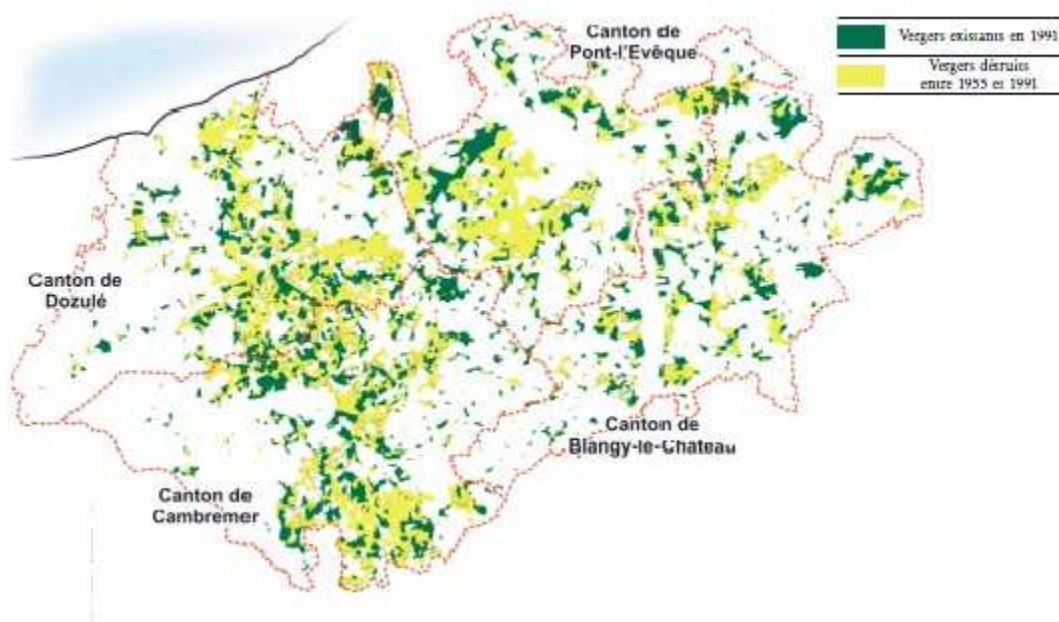 Canton de
Pont-l'Evêque
Vergers existants en 1991
Vergers détruits
entre 1955 et 1991
Canton de
Dozulé
Canton de
Blangy-le-Château
Canton de
Cambremer